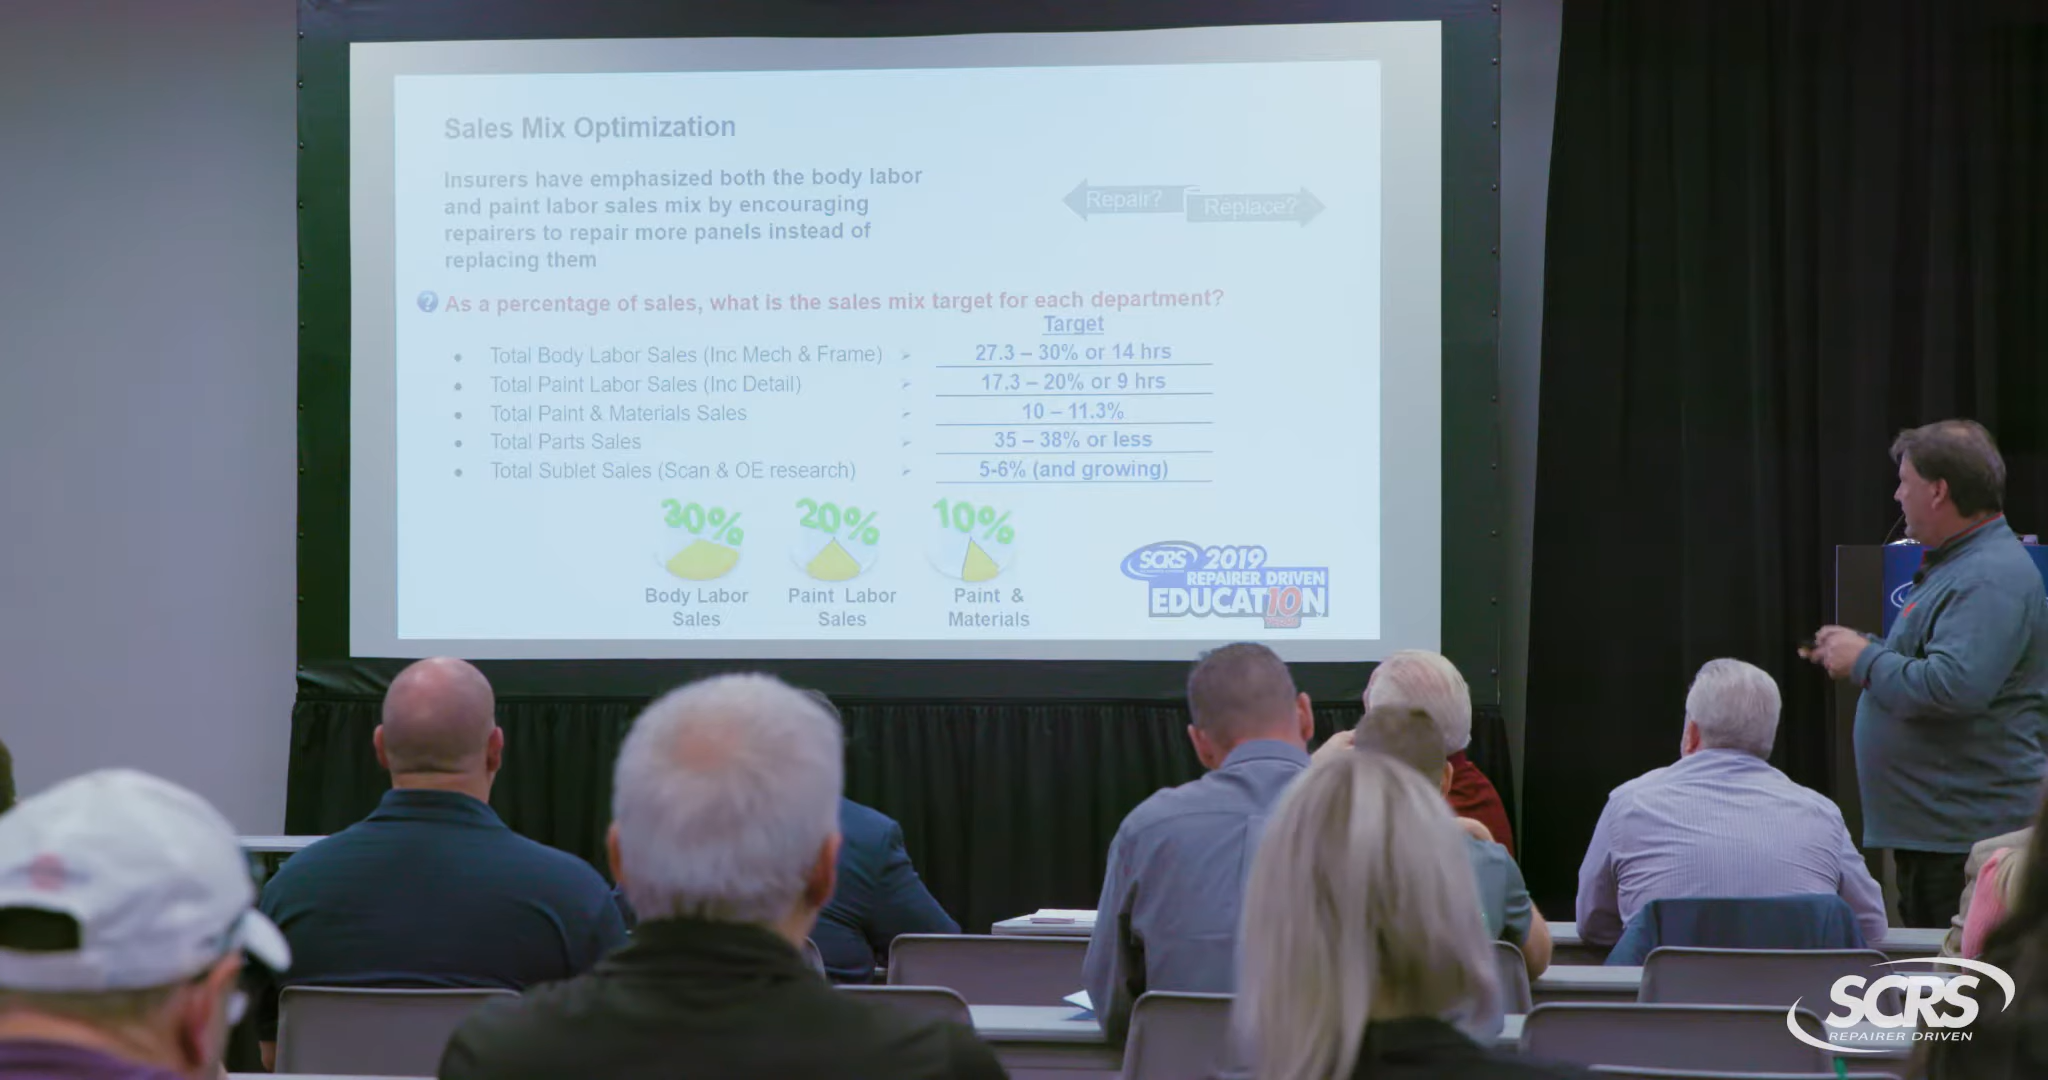 Sales Mix Optimization
Insurers have emphasized both the body labor
and paint labor sales mix by encouraging
repairers to repair more panels instead of
replacing them
Repair?
Replace?
? As a percentage of sales, what is the sales mix target for each department?
Target
• Total Body Labor Sales (Inc Mech & Frame) ➢ 27.3 – 30% or 14 hrs
• Total Paint Labor Sales (Inc Detail) ➢ 17.3 – 20% or 9 hrs
• Total Paint & Materials Sales ➢ 10 – 11.3%
• Total Parts Sales ➢ 35 – 38% or less
• Total Sublet Sales (Scan & OE research) ➢ 5-6% (and growing)
30% 20% 10%
Body Labor
Sales
Paint Labor
Sales
Paint &
Materials
SCRS 2019
REPAIRER DRIVEN
EDUCAT10N
SCRS
REPAIRER DRIVEN